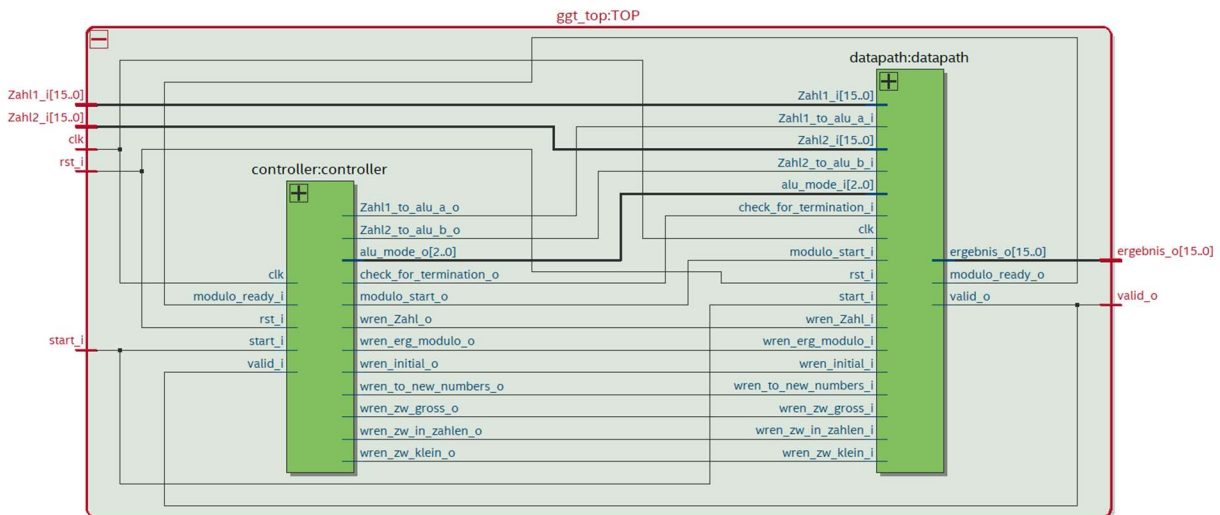 ggt_top:TOP
datapath:datapath
Zahl1_i[15..0]
Zahl2_i[15..0]
clk
rst_i
start_i
controller:controller
clk
modulo_ready_i
rst_i
start_i
valid_i
Zahl1_to_alu_a_o
Zahl2_to_alu_b_o
alu_mode_o[2..0]
check_for_termination_o
modulo_start_o
wren_Zahl_o
wren_erg_modulo_o
wren_initial_o
wren_to_new_numbers_o
wren_zw_gross_o
wren_zw_in_zahlen_o
wren_zw_klein_o
Zahl1_i[15..0]
Zahl1_to_alu_a_i
Zahl2_i[15..0]
Zahl2_to_alu_b_i
alu_mode_i[2..0]
check_for_termination_i
clk
modulo_start_i
rst_i
start_i
wren_Zahl_i
wren_erg_modulo_i
wren_initial_i
wren_to_new_numbers_i
wren_zw_gross_i
wren_zw_in_zahlen_i
wren_zw_klein_i
ergebnis_o[15..0]
modulo_ready_o
valid_o
ergebnis_o[15..0]
valid_o